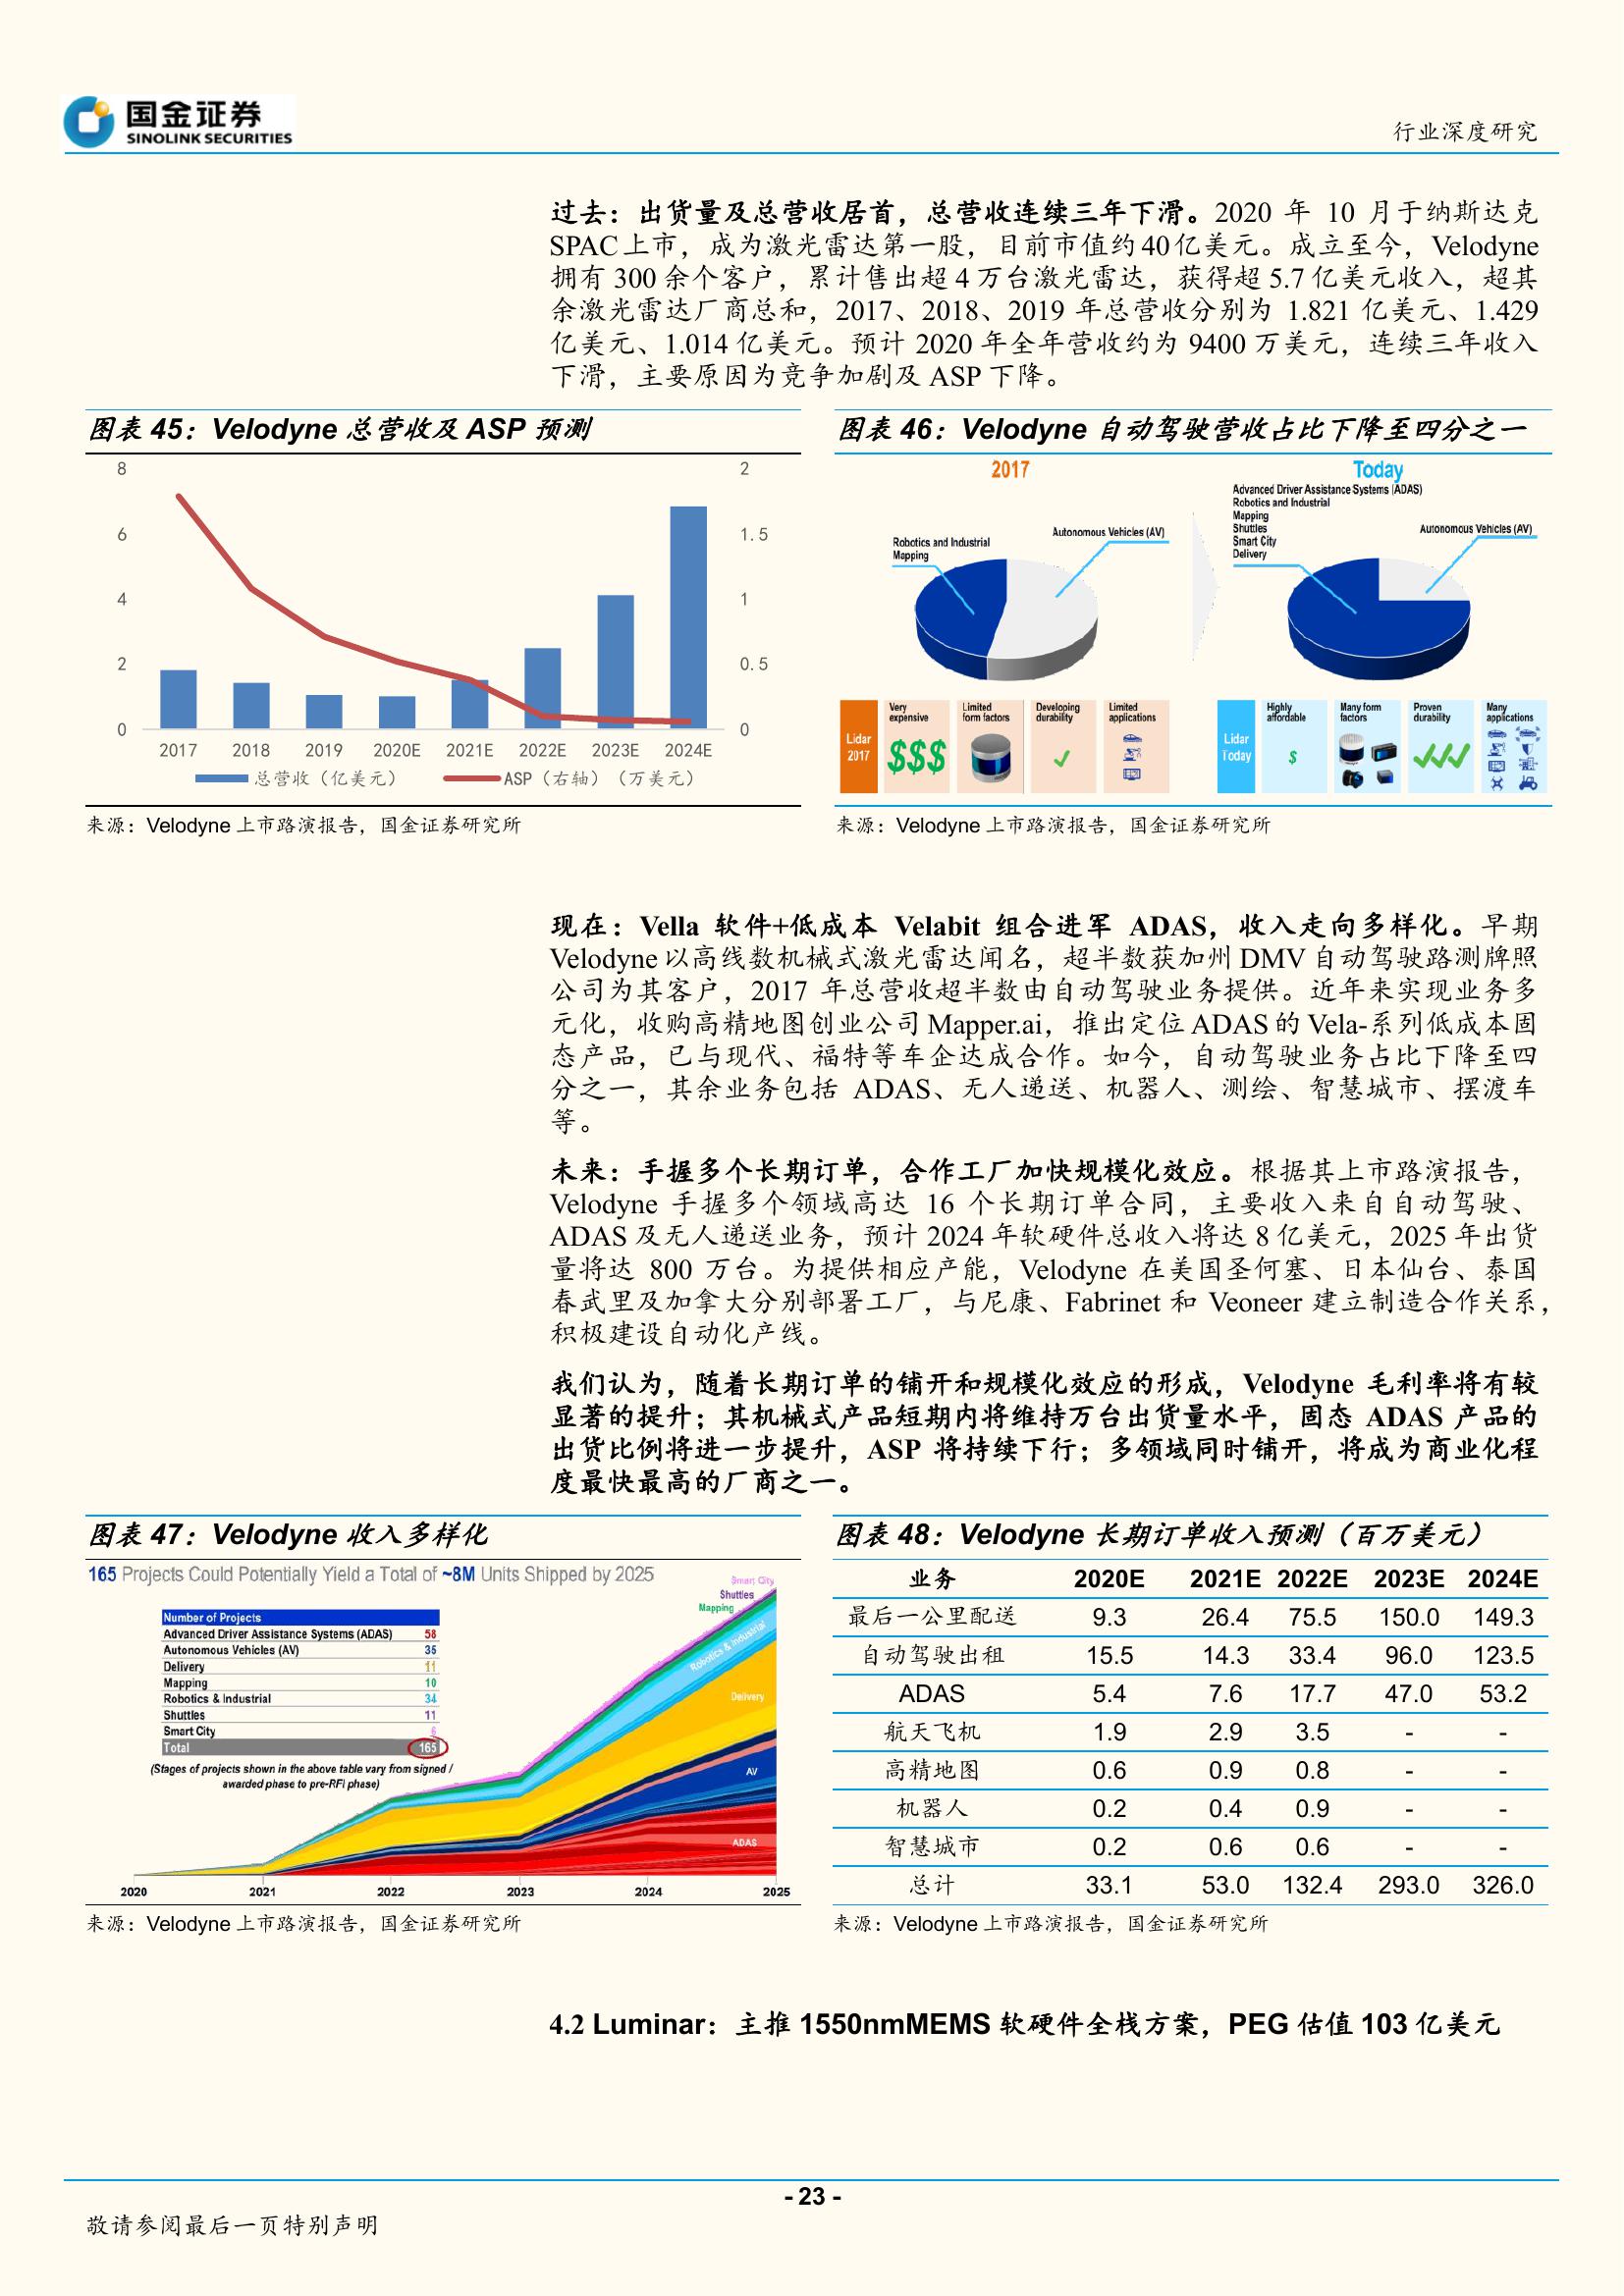 国金证券
SINOLINK SECURITIES
行业深度研究
过去：出货量及总营收居首，总营收连续三年下滑。2020 年 10 月于纳斯达克
SPAC 上市，成为激光雷达第一股，目前市值约 40 亿美元。成立至今，Velodyne
拥有 300 余个客户，累计售出超 4 万台激光雷达，获得超 5.7 亿美元收入，超其
余激光雷达厂商总和，2017、2018、2019 年总营收分别为 1.821 亿美元、1.429
亿美元、1.014 亿美元。预计 2020 年全年营收约为 9400 万美元，连续三年收入
下滑，主要原因为竞争加剧及 ASP 下降。
图表 45：Velodyne 总营收及 ASP 预测
8
6
4
2
0
2
1.5
1
0.5
0
2017 2018 2019 2020E 2021E 2022E 2023E 2024E
总营收（亿美元） ASP（右轴）（万美元）
来源：Velodyne 上市路演报告，国金证券研究所
图表 46：Velodyne 自动驾驶营收占比下降至四分之一
2017
Robotics and Industrial
Mapping
Autonomous Vehicles (AV)
Today
Advanced Driver Assistance Systems (ADAS)
Robotics and Industrial
Mapping
Shuttles
Smart City
Delivery
Autonomous Vehicles (AV)
Lidar
2017
Very
expensive
$$$
Limited
form factors
Developing
durability
Limited
applications
Lidar
Today
Highly
affordable
$
Many form
factors
Proven
durability
Many
applications
来源：Velodyne 上市路演报告，国金证券研究所
现在：Vella 软件+低成本 Velabit 组合进军 ADAS，收入走向多样化。早期
Velodyne 以高线数机械式激光雷达闻名，超半数获加州 DMV 自动驾驶路测牌照
公司为其客户，2017 年总营收超半数由自动驾驶业务提供。近年来实现业务多
元化，收购高精地图创业公司 Mapper.ai，推出定位 ADAS 的 Vela-系列低成本固
态产品，已与现代、福特等车企达成合作。如今，自动驾驶业务占比下降至四
分之一，其余业务包括 ADAS、无人递送、机器人、测绘、智慧城市、摆渡车
等。
未来：手握多个长期订单，合作工厂加快规模化效应。根据其上市路演报告，
Velodyne 手握多个领域高达 16 个长期订单合同，主要收入来自自动驾驶、
ADAS 及无人递送业务，预计 2024 年软硬件总收入将达 8 亿美元，2025 年出货
量将达 800 万台。为提供相应产能，Velodyne 在美国圣何塞、日本仙台、泰国
春武里及加拿大分别部署工厂，与尼康、Fabrinet 和 Veoneer 建立制造合作关系，
积极建设自动化产线。
我们认为，随着长期订单的铺开和规模化效应的形成，Velodyne 毛利率将有较
显著的提升；其机械式产品短期内将维持万台出货量水平，固态 ADAS 产品的
出货比例将进一步提升，ASP 将持续下行；多领域同时铺开，将成为商业化程
度最快最高的厂商之一。
图表 47：Velodyne 收入多样化
165 Projects Could Potentially Yield a Total of ~8M Units Shipped by 2025
Number of Projects
Advanced Driver Assistance Systems (ADAS) 58
Autonomous Vehicles (AV) 35
Delivery 11
Mapping 10
Robotics & Industrial 34
Shuttles 11
Smart City 6
Total 165
(Stages of projects shown in the above table vary from signed /
awarded phase to pre-RFI phase)
Smart City
Shuttles
Mapping
Robotics & Industrial
Delivery
AV
ADAS
2020 2021 2022 2023 2024 2025
来源：Velodyne 上市路演报告，国金证券研究所
图表 48：Velodyne 长期订单收入预测（百万美元）
业务 2020E 2021E 2022E 2023E 2024E
最后一公里配送 9.3 26.4 75.5 150.0 149.3
自动驾驶出租 15.5 14.3 33.4 96.0 123.5
ADAS 5.4 7.6 17.7 47.0 53.2
航天飞机 1.9 2.9 3.5 - -
高精地图 0.6 0.9 0.8 - -
机器人 0.2 0.4 0.9 - -
智慧城市 0.2 0.6 0.6 - -
总计 33.1 53.0 132.4 293.0 326.0
来源：Velodyne 上市路演报告，国金证券研究所
4.2 Luminar：主推 1550nmMEMS 软硬件全栈方案，PEG 估值 103 亿美元
- 23 -
敬请参阅最后一页特别声明